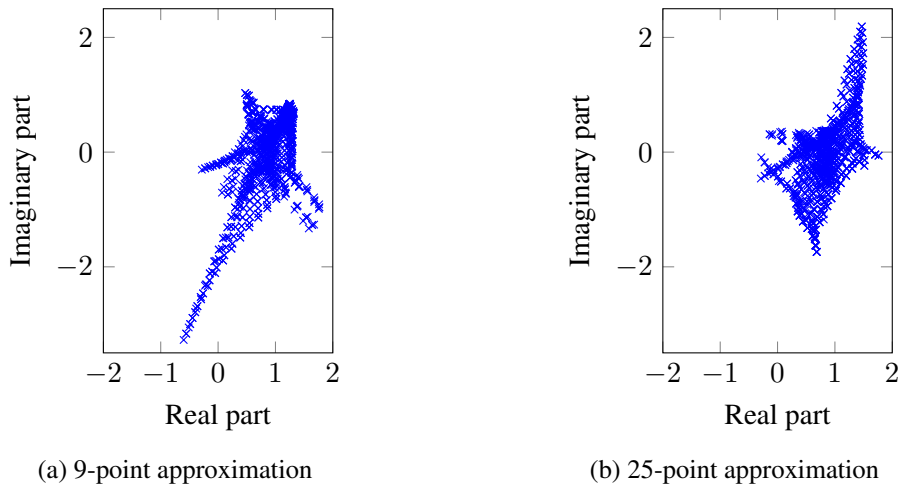 2
0
−2
Imaginary part
−2 −1 0 1 2
Real part
(a) 9-point approximation
2
0
−2
Imaginary part
−2 −1 0 1 2
Real part
(b) 25-point approximation